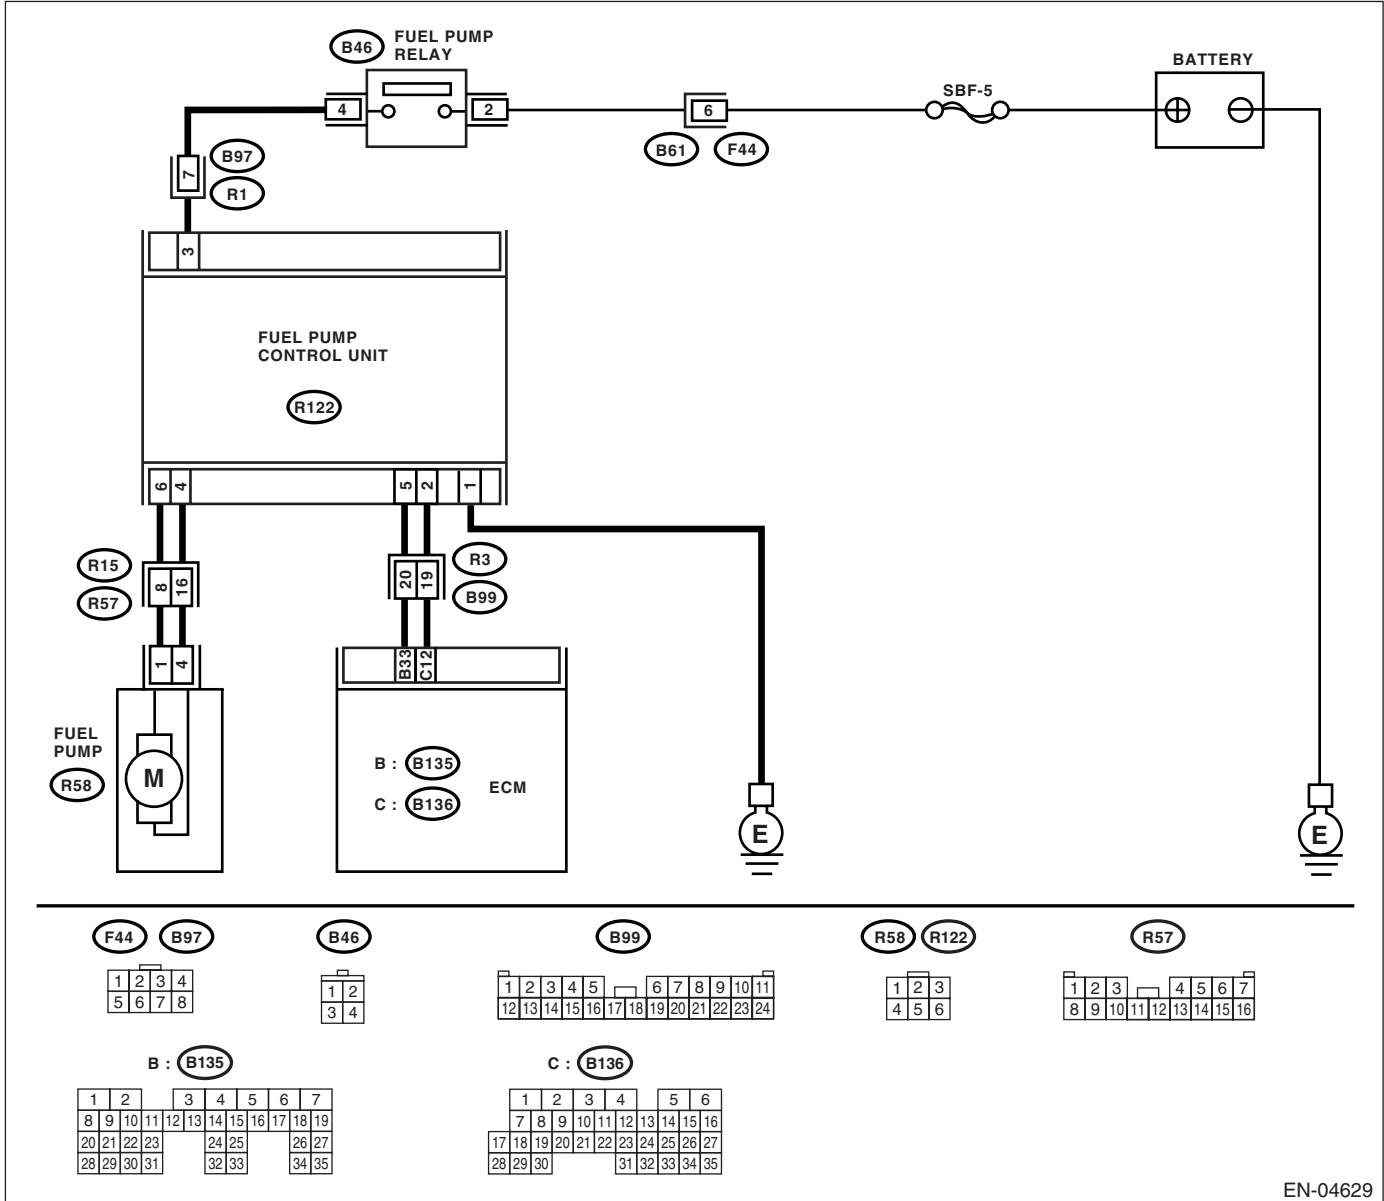 B46
FUEL PUMP
RELAY
4
2
6
B61
F44
SBF-5
BATTERY
7
B97
R1
3
FUEL PUMP
CONTROL UNIT
R122
6 4 5 2 1
R15
R57
8 16
R3
B99
20 19
1 4
B33 C12
FUEL
PUMP
R58
M
B : B135
C : B136
ECM
E
E
F44 B97
1 2 3 4
5 6 7 8
B46
1 2
3 4
B99
1 2 3 4 5 6 7 8 9 10 11
12 13 14 15 16 17 18 19 20 21 22 23 24
R58 R122
1 2 3
4 5 6
R57
1 2 3 4 5 6 7
8 9 10 11 12 13 14 15 16
B : B135
1 2 3 4 5 6 7
8 9 10 11 12 13 14 15 16 17 18 19
20 21 22 23 24 25 26 27
28 29 30 31 32 33 34 35
C : B136
1 2 3 4 5 6
7 8 9 10 11 12 13 14 15 16
17 18 19 20 21 22 23 24 25 26 27
28 29 30 31 32 33 34 35
EN-04629